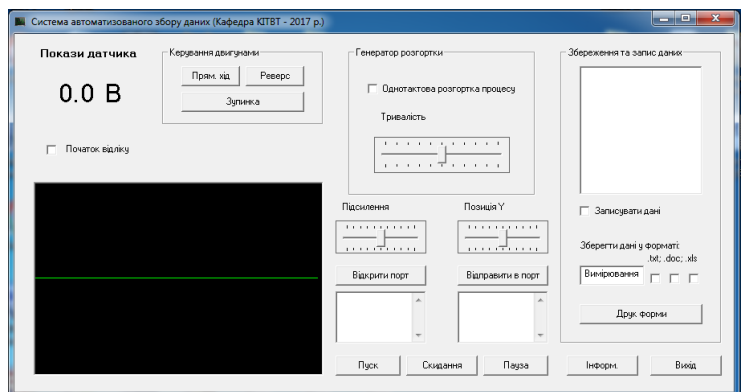 Система автоматизованого збору даних (Кафедра КІТВТ - 2017 р.)
Покази датчика
0.0 В
Початок відліку
Керування двигунами
Прям. хід
Реверс
Зупинка
Генератор розгортки
Однотактова розгортка процесу
Тривалість
Підсилення
Позиція Y
Відкрити порт
Відправити в порт
Пуск
Скидання
Пауза
Збереження та запис даних
Записувати дані
Зберегти дані у форматі:
.txt; .doc; .xls
Вимірювання
Друк форми
Інформ.
Вихід